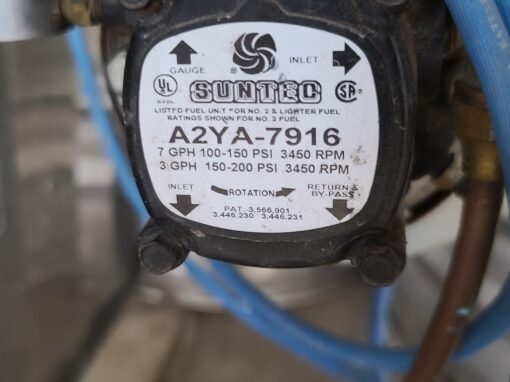 GAUGE INLET
®
SUNTEC
UL
SA
LISTED FUEL UNIT FOR NO. 2 & LIGHTER FUEL
RATINGS SHOWN FOR NO. 2 FUEL
A2YA-7916
7 GPH 100-150 PSI 3450 RPM
3 GPH 150-200 PSI 3450 RPM
INLET
ROTATION
RETURN &
BY-PASS
PAT. 3,566,901
3,446,230 3,446,231